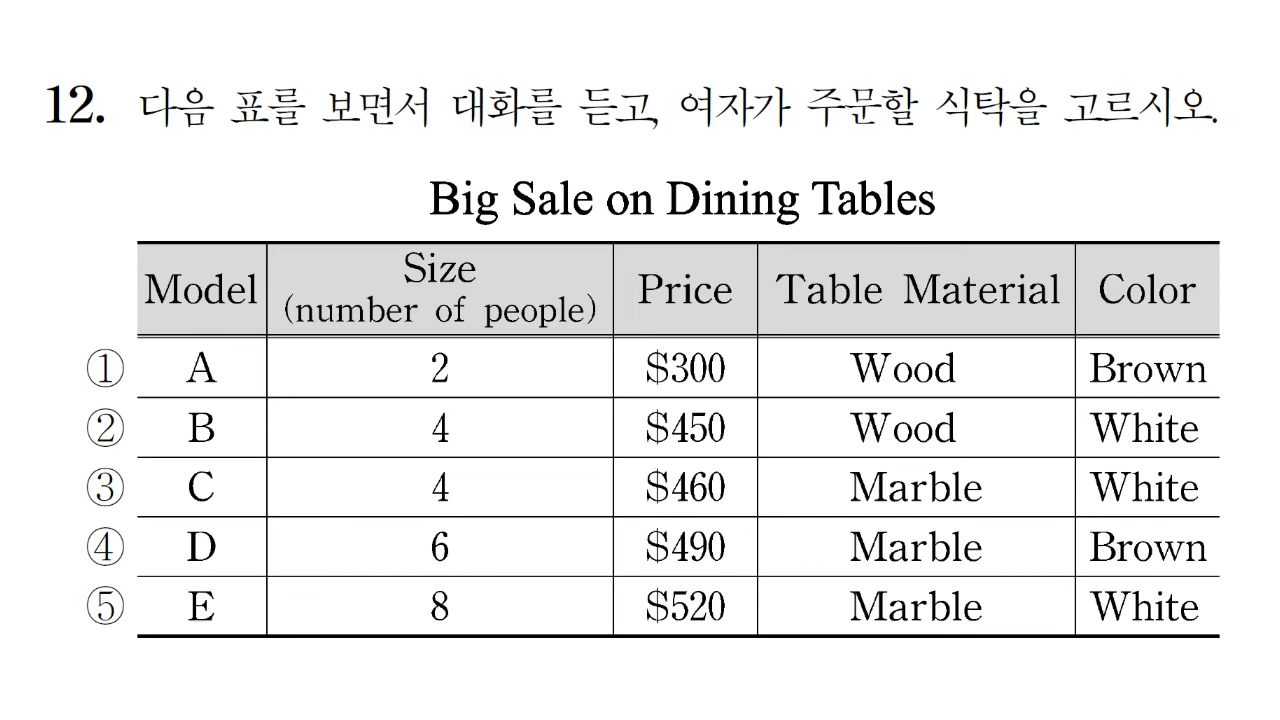 12. 다음 표를 보면서 대화를 듣고, 여자가 주문할 식탁을 고르시오.
Big Sale on Dining Tables
Model Size (number of people) Price Table Material Color
① A 2 $300 Wood Brown
② B 4 $450 Wood White
③ C 4 $460 Marble White
④ D 6 $490 Marble Brown
⑤ E 8 $520 Marble White